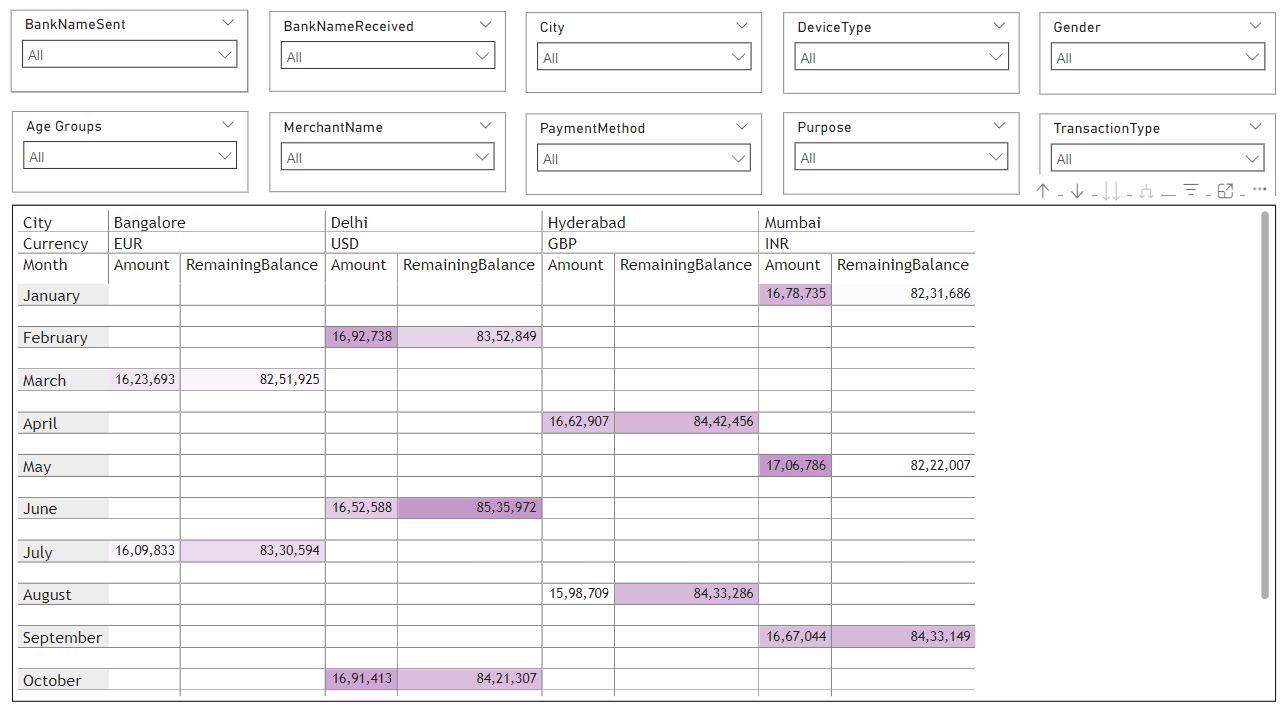 BankNameSent
All
BankNameReceived
All
City
All
DeviceType
All
Gender
All
Age Groups
All
MerchantName
All
PaymentMethod
All
Purpose
All
TransactionType
All
City Bangalore Delhi Hyderabad Mumbai
Currency EUR USD GBP INR
Month Amount RemainingBalance Amount RemainingBalance Amount RemainingBalance Amount RemainingBalance
January 16,78,735 82,31,686
February 16,92,738 83,52,849
March 16,23,693 82,51,925
April 16,62,907 84,42,456
May 17,06,786 82,22,007
June 16,52,588 85,35,972
July 16,09,833 83,30,594
August 15,98,709 84,33,286
September 16,67,044 84,33,149
October 16,91,413 84,21,307